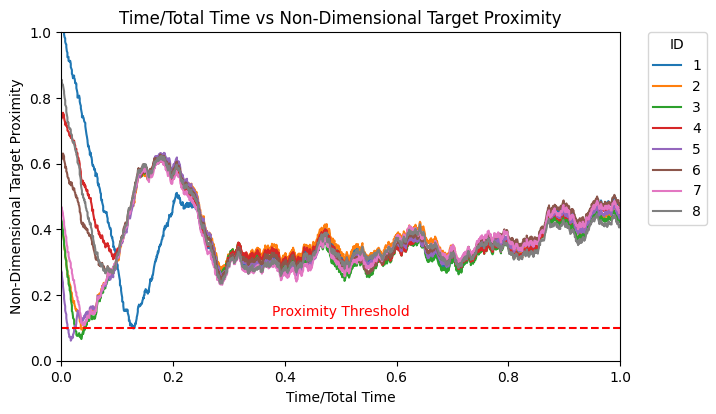 Time/Total Time vs Non-Dimensional Target Proximity
Non-Dimensional Target Proximity
1.0
0.8
0.6
0.4
0.2
0.0
Proximity Threshold
0.0 0.2 0.4 0.6 0.8 1.0
Time/Total Time
ID
1
2
3
4
5
6
7
8